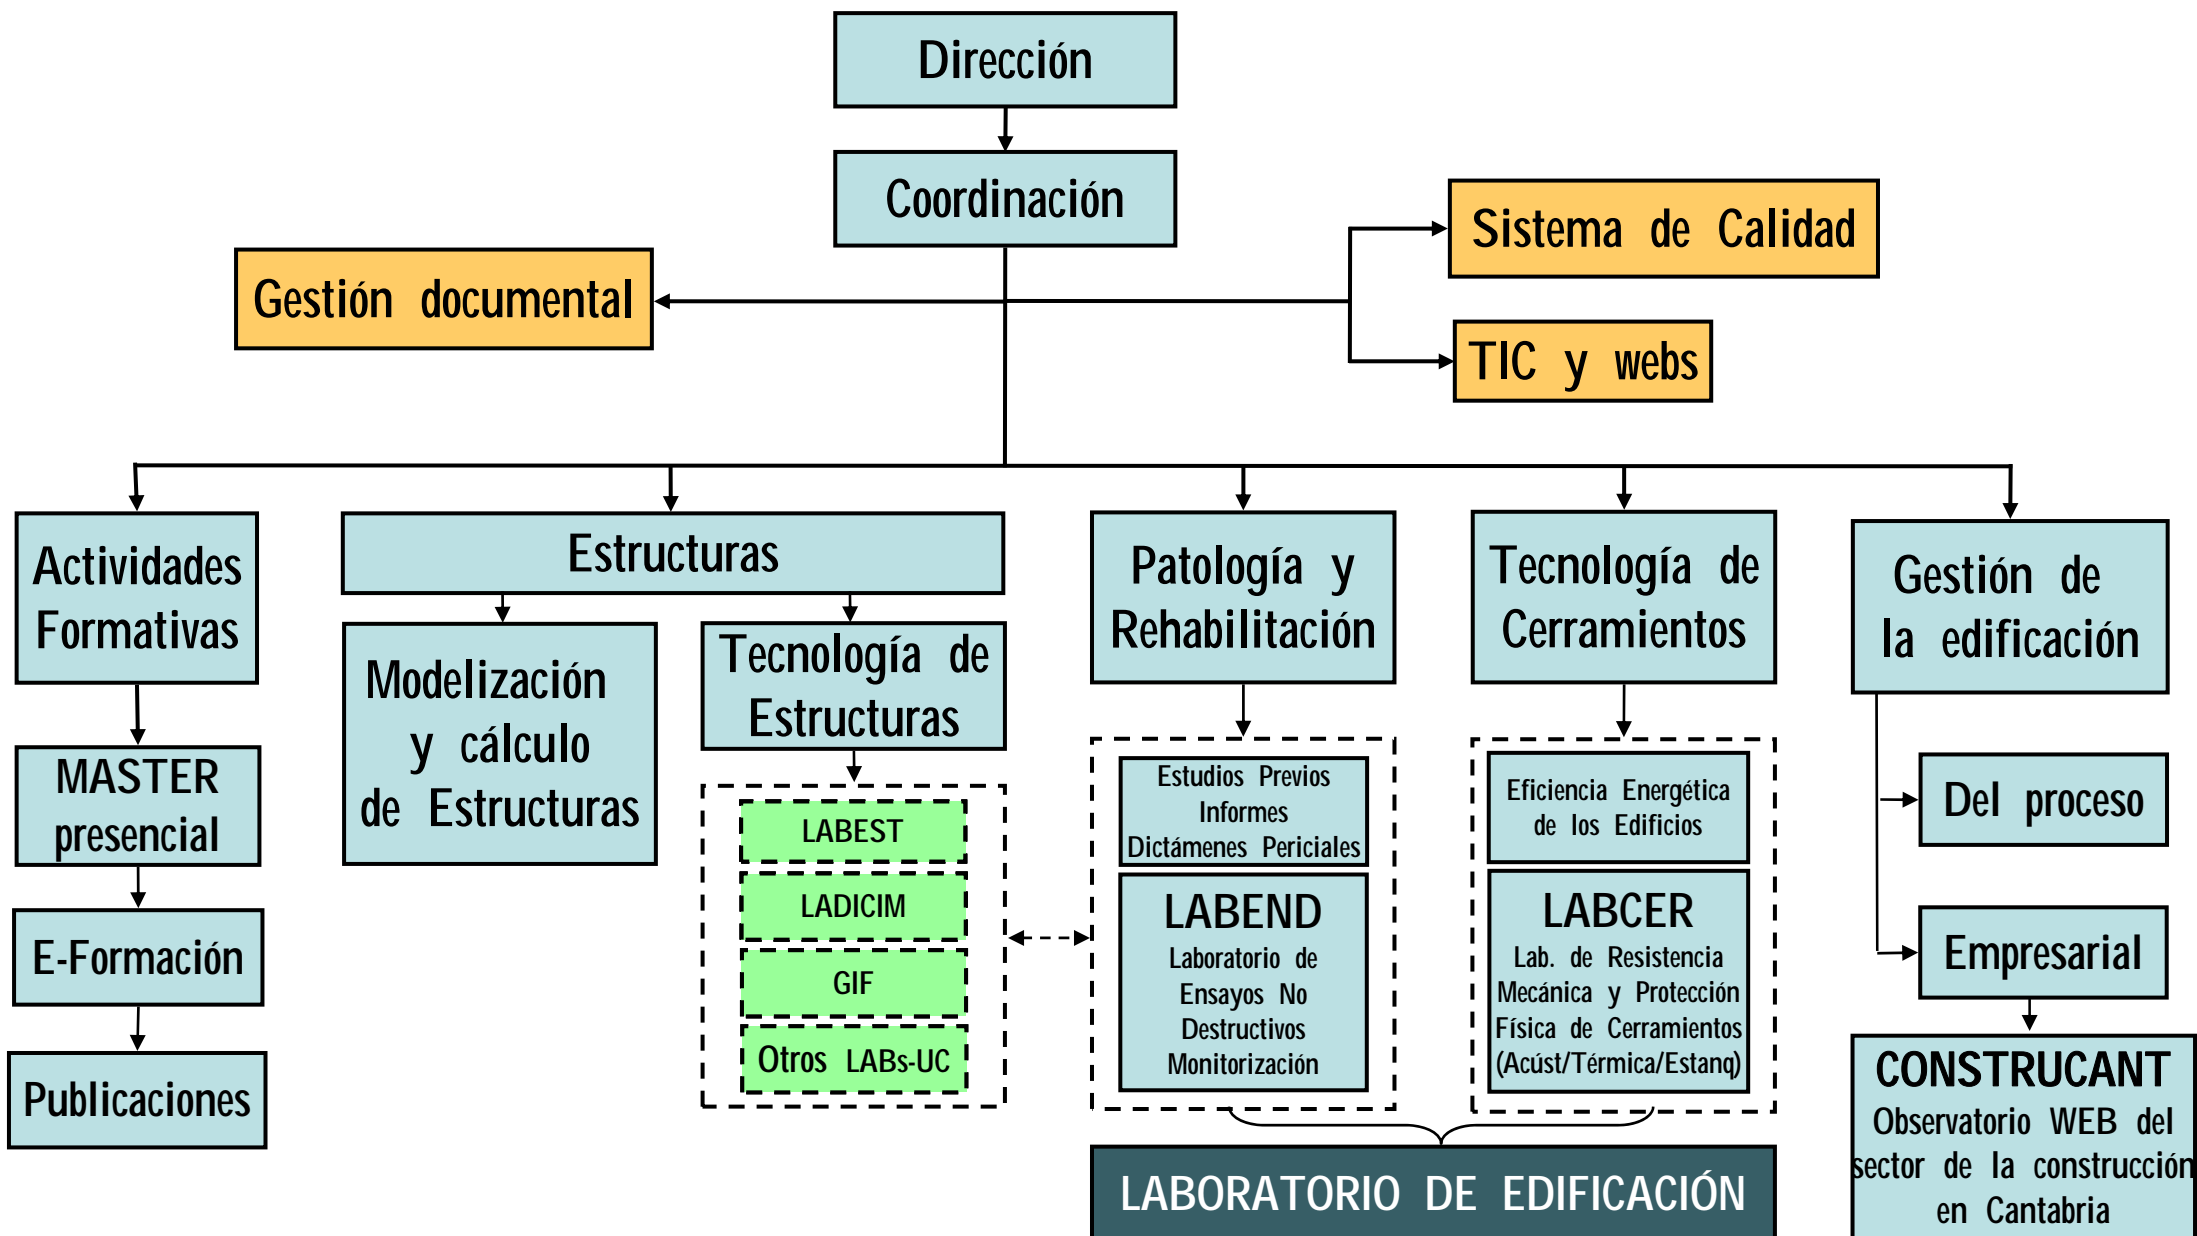 Dirección
Coordinación
Sistema de Calidad
Gestión documental
TIC y webs
Actividades
Formativas
MASTER
presencial
E-Formación
Publicaciones
Estructuras
Modelización
y cálculo
de Estructuras
Tecnología de
Estructuras
LABEST
LADICIM
GIF
Otros LABs-UC
Patología y
Rehabilitación
Estudios Previos
Informes
Dictámenes Periciales
LABEND
Laboratorio de
Ensayos No
Destructivos
Monitorización
Tecnología de
Cerramientos
Eficiencia Energética
de los Edificios
LABCER
Lab. de Resistencia
Mecánica y Protección
Física de Cerramientos
(Acúst/Térmica/Estanq)
LABORATORIO DE EDIFICACIÓN
Gestión de
la edificación
Del proceso
Empresarial
CONSTRUCANT
Observatorio WEB del
sector de la construcción
en Cantabria